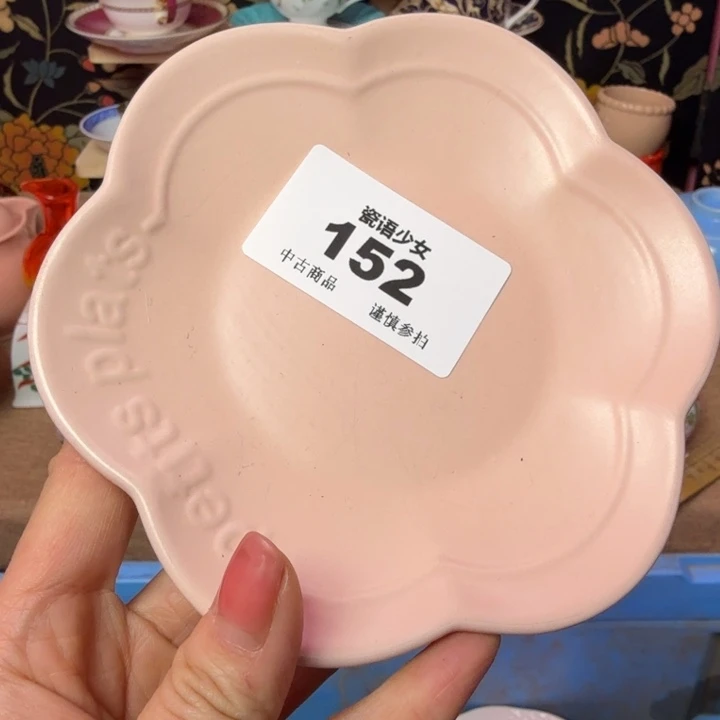 瓷语少女
152
中古商品
谨慎参拍
petits plats